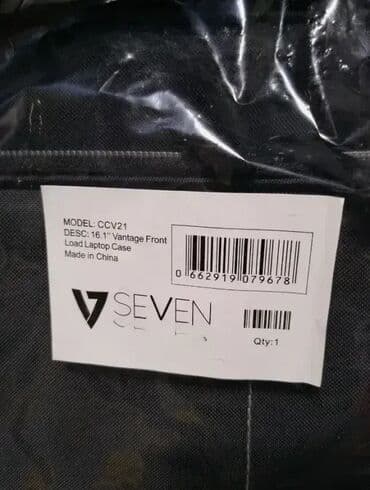 MODEL: CCV21
DESC: 16.1" Vantage Front
Load Laptop Case
Made in China
0 662919 079678
V7 SEVEN
Qty:1